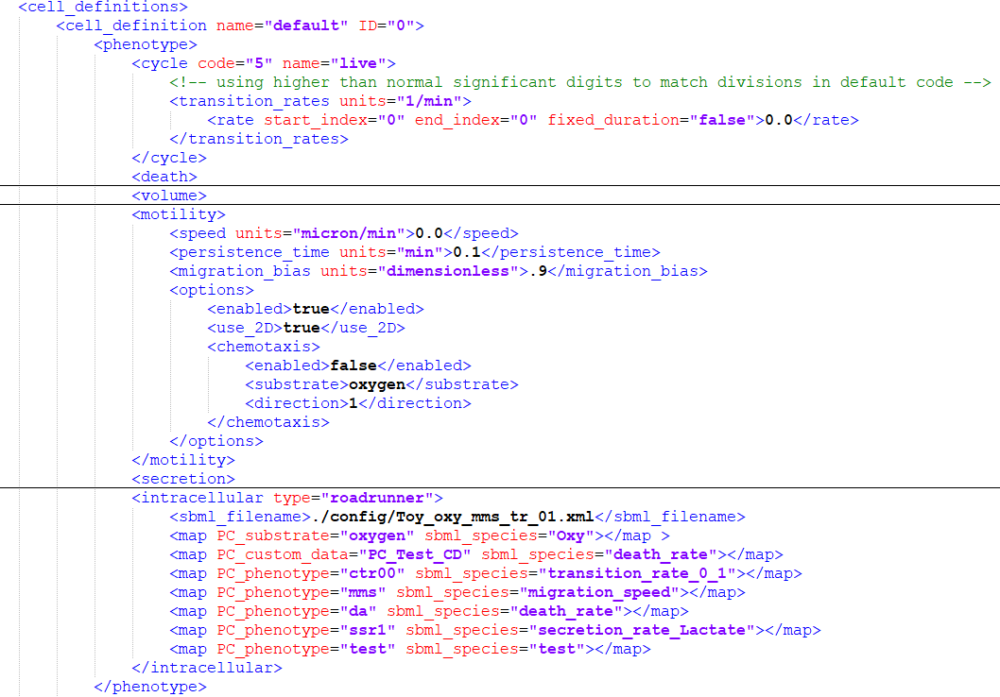 <cell_definitions>
<cell_definition name="default" ID="0">
<phenotype>
<cycle code="5" name="live">
<!-- using higher than normal significant digits to match divisions in default code -->
<transition_rates units="1/min">
<rate start_index="0" end_index="0" fixed_duration="false">0.0</rate>
</transition_rates>
</cycle>
<death>
<volume>
<motility>
<speed units="micron/min">0.0</speed>
<persistence_time units="min">0.1</persistence_time>
<migration_bias units="dimensionless">.9</migration_bias>
<options>
<enabled>true</enabled>
<use_2D>true</use_2D>
<chemotaxis>
<enabled>false</enabled>
<substrate>oxygen</substrate>
<direction>1</direction>
</chemotaxis>
</options>
</motility>
<secretion>
<intracellular type="roadrunner">
<sbml_filename>./config/Toy_oxy_mms_tr_01.xml</sbml_filename>
<map PC_substrate="oxygen" sbml_species="Oxy"></map >
<map PC_custom_data="PC_Test_CD" sbml_species="death_rate"></map>
<map PC_phenotype="ctr00" sbml_species="transition_rate_0_1"></map>
<map PC_phenotype="mms" sbml_species="migration_speed"></map>
<map PC_phenotype="da" sbml_species="death_rate"></map>
<map PC_phenotype="ssr1" sbml_species="secretion_rate_Lactate"></map>
<map PC_phenotype="test" sbml_species="test"></map>
</intracellular>
</phenotype>